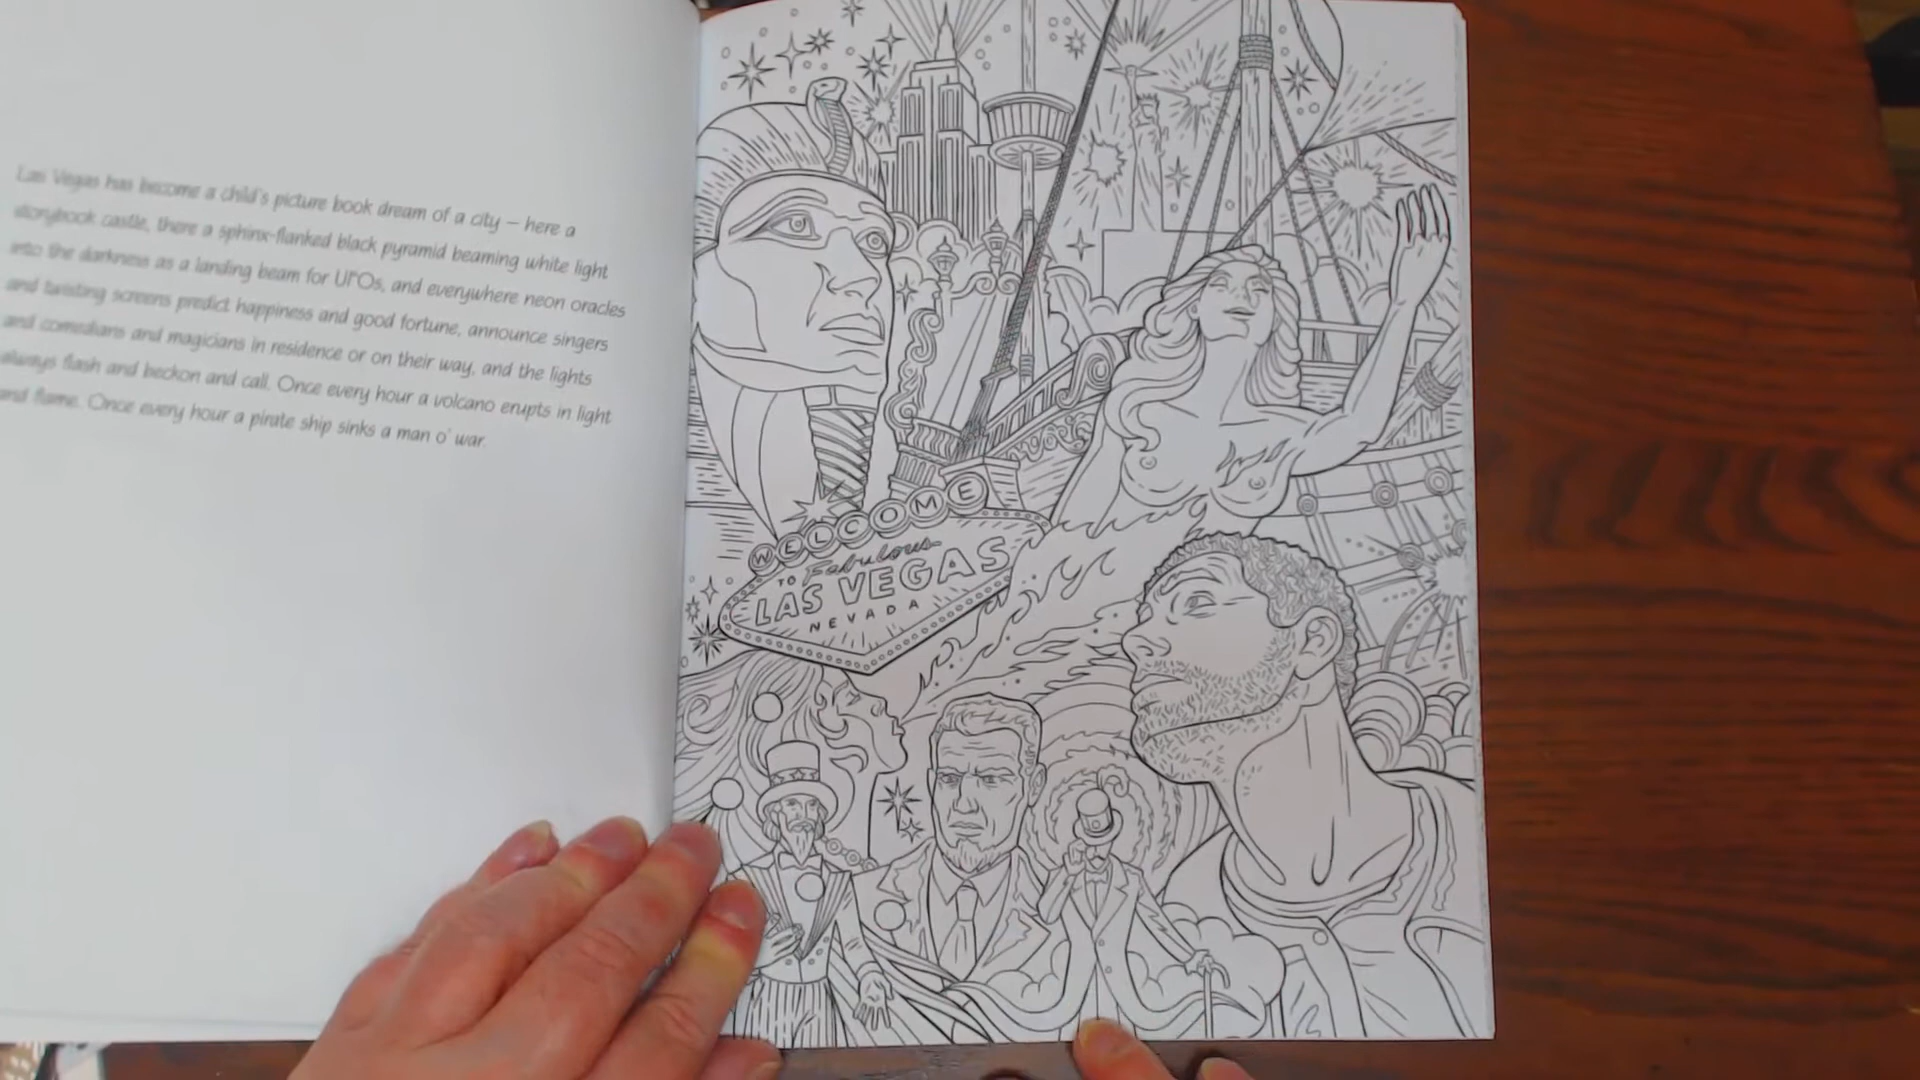 Las Vegas has become a child's picture book dream of a city – here a
storybook castle, there a sphinx-flanked black pyramid beaming white light
into the darkness as a landing beam for UFOs, and everywhere neon oracles
and twisting screens predict happiness and good fortune, announce singers
and comedians and magicians in residence or on their way, and the lights
always flash and beckon and call. Once every hour a volcano erupts in light
and flame. Once every hour a pirate ship sinks a man o' war.
WELCOME
TO Fabulous
LAS VEGAS
NEVADA